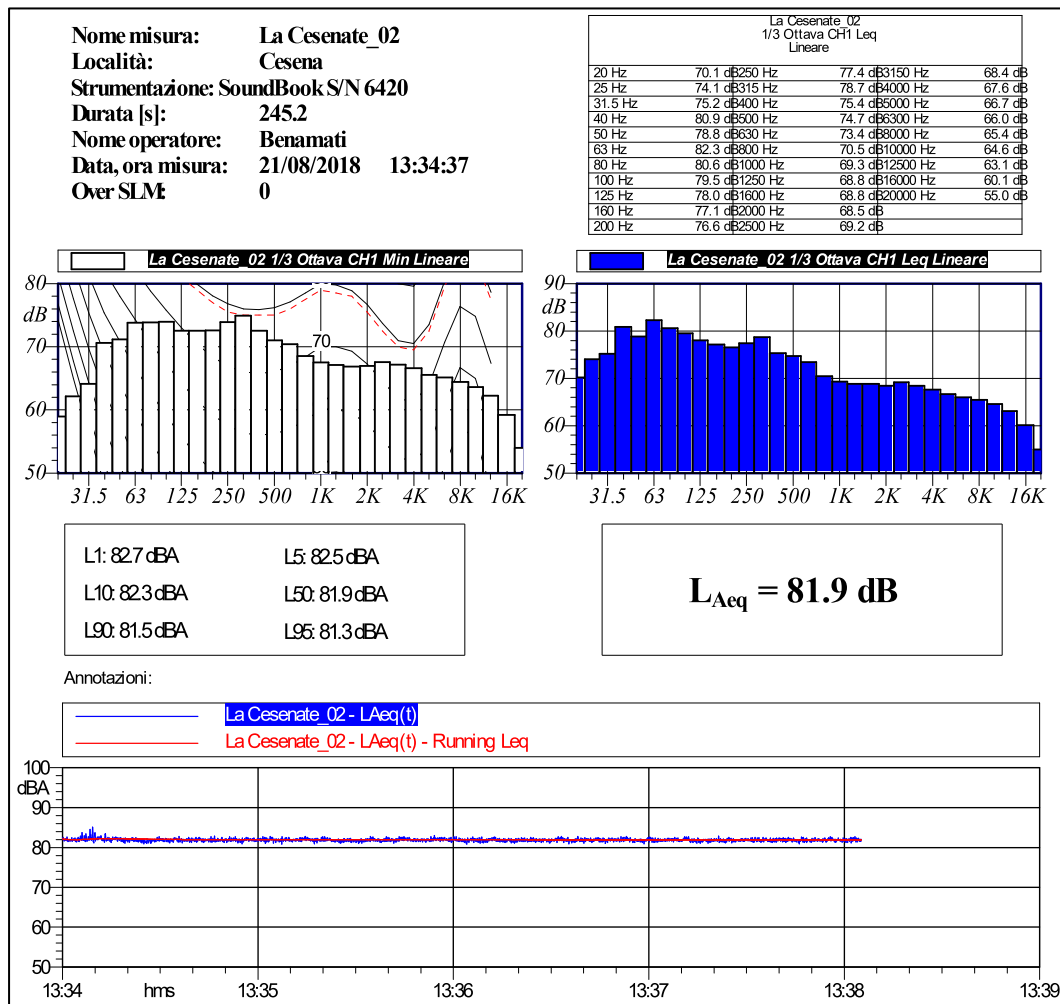 Nome misura: La Cesenate_02
Località: Cesena
Strumentazione: SoundBook S/N 6420
Durata [s]: 245.2
Nome operatore: Benamati
Data, ora misura: 21/08/2018 13:34:37
Over SLM: 0
La Cesenate_02
1/3 Ottava CH1 Leq
Lineare
20 Hz 70.1 dB 250 Hz 77.4 dB 3150 Hz 68.4 dB
25 Hz 74.1 dB 315 Hz 78.7 dB 4000 Hz 67.6 dB
31.5 Hz 75.2 dB 400 Hz 75.4 dB 5000 Hz 66.7 dB
40 Hz 80.9 dB 500 Hz 74.7 dB 6300 Hz 66.0 dB
50 Hz 78.8 dB 630 Hz 73.4 dB 8000 Hz 65.4 dB
63 Hz 82.3 dB 800 Hz 70.5 dB 10000 Hz 64.6 dB
80 Hz 80.6 dB 1000 Hz 69.3 dB 12500 Hz 63.1 dB
100 Hz 79.5 dB 1250 Hz 68.8 dB 16000 Hz 60.1 dB
125 Hz 78.0 dB 1600 Hz 68.8 dB 20000 Hz 55.0 dB
160 Hz 77.1 dB 2000 Hz 68.5 dB
200 Hz 76.6 dB 2500 Hz 69.2 dB
La Cesenate_02 1/3 Ottava CH1 Min Lineare
80
dB
70
60
50
70
31.5 63 125 250 500 1K 2K 4K 8K 16K
La Cesenate_02 1/3 Ottava CH1 Leq Lineare
90
dB
80
70
60
50
31.5 63 125 250 500 1K 2K 4K 8K 16K
L1: 82.7 dBA L5: 82.5 dBA
L10: 82.3 dBA L50: 81.9 dBA
L90: 81.5 dBA L95: 81.3 dBA
LAeq = 81.9 dB
Annotazioni:
La Cesenate_02 - LAeq(t)
La Cesenate_02 - LAeq(t) - Running Leq
100
dBA
90
80
70
60
50
13:34 hms 13:35 13:36 13:37 13:38 13:39